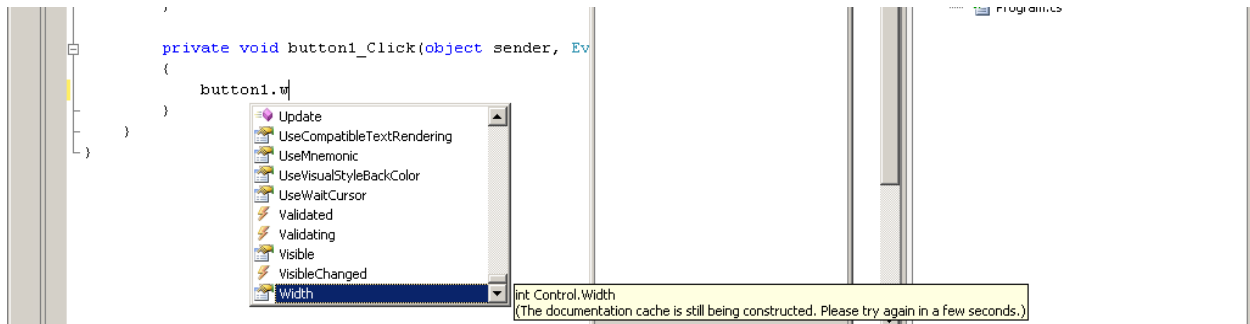 }
Program.cs
private void button1_Click(object sender, Ev
{
button1.w
}
}
}
Update
UseCompatibleTextRendering
UseMnemonic
UseVisualStyleBackColor
UseWaitCursor
Validated
Validating
Visible
VisibleChanged
Width
int Control.Width
(The documentation cache is still being constructed. Please try again in a few seconds.)